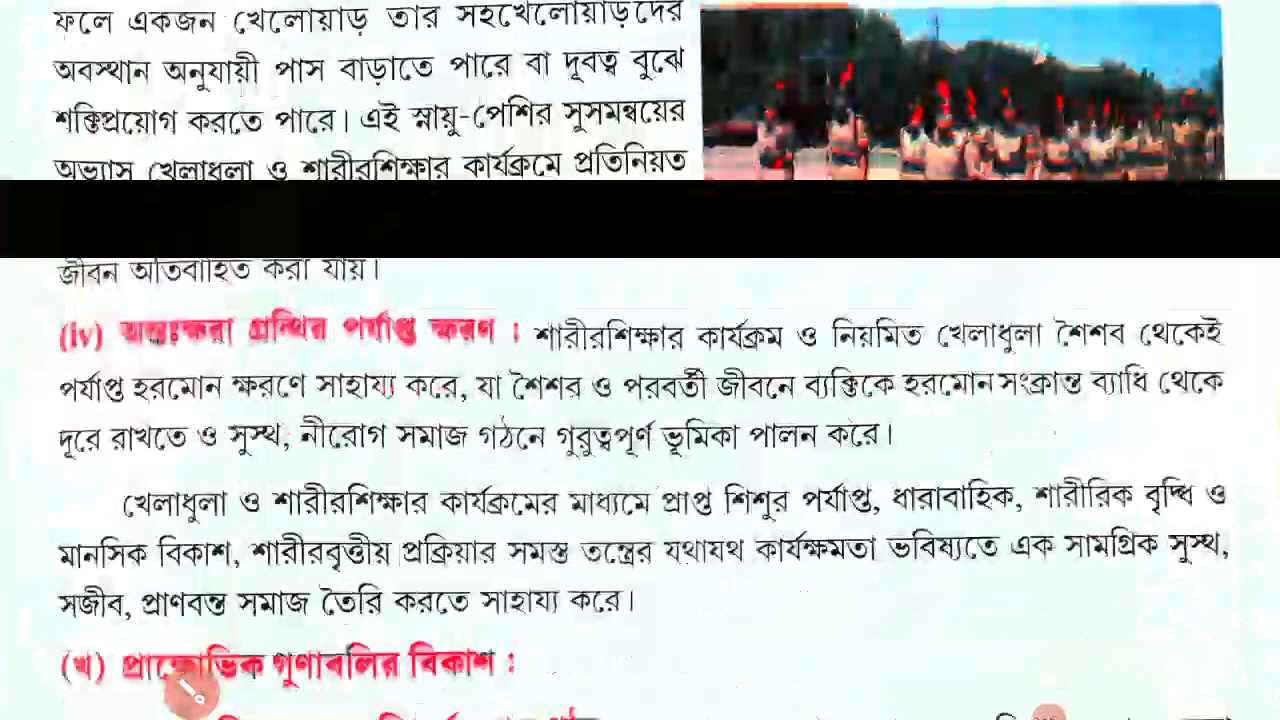 ফলে একজন খেলোয়াড় তার সহখেলোয়াড়দের
অবস্থান অনুযায়ী পাস বাড়াতে পারে বা দূরত্ব বুঝে
শক্তিপ্রয়োগ করতে পারে। এই স্নায়ু-পেশির সুসমন্বয়ের
অভ্যাস খেলাধুলা ও শারীরশিক্ষার কার্যক্রমে প্রতিনিয়ত
জীবন অতিবাহিত করা যায়।
(iv) অন্তঃক্ষরা গ্রন্থির পর্যাপ্ত ক্ষরণ : শারীরশিক্ষার কার্যক্রম ও নিয়মিত খেলাধুলা শৈশব থেকেই
পর্যাপ্ত হরমোন ক্ষরণে সাহায্য করে, যা শৈশব ও পরবর্তী জীবনে ব্যক্তিকে হরমোন সংক্রান্ত ব্যাধি থেকে
দূরে রাখতে ও সুস্থ, নীরোগ সমাজ গঠনে গুরুত্বপূর্ণ ভূমিকা পালন করে।
খেলাধুলা ও শারীরশিক্ষার কার্যক্রমের মাধ্যমে প্রাপ্ত শিশুর পর্যাপ্ত, ধারাবাহিক, শারীরিক বৃদ্ধি ও
মানসিক বিকাশ, শারীরবৃত্তীয় প্রক্রিয়ার সমস্ত তন্ত্রের যথাযথ কার্যক্ষমতা ভবিষ্যতে এক সামগ্রিক সুস্থ,
সজীব, প্রাণবন্ত সমাজ তৈরি করতে সাহায্য করে।
(খ) প্রাক্ষোভিক গুণাবলির বিকাশ :